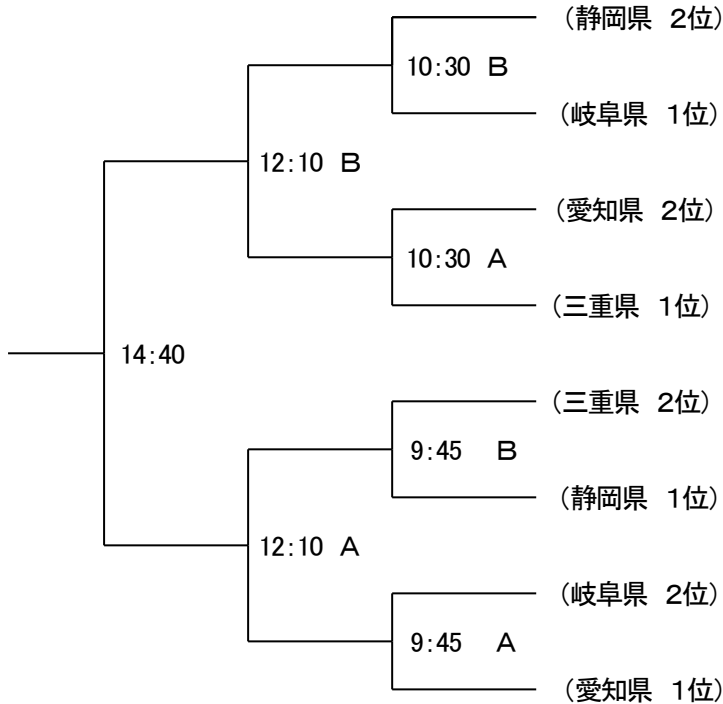 （静岡県　２位）
10:30 B
（岐阜県　１位）
12:10 B
（愛知県　２位）
10:30 A
（三重県　１位）
14:40
（三重県　２位）
9:45 B
（静岡県　１位）
12:10 A
（岐阜県　２位）
9:45 A
（愛知県　１位）